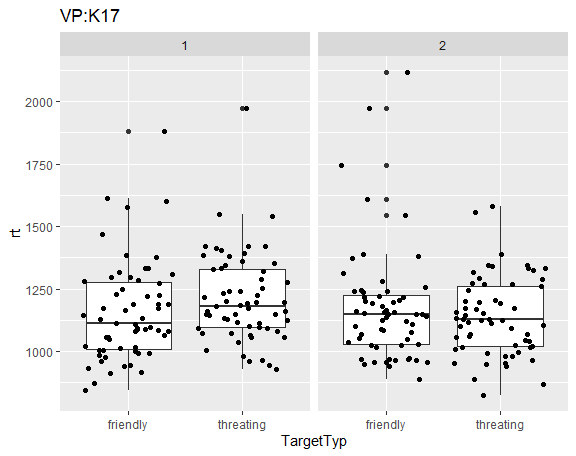 VP:K17
1 2
2000
1750
1500
1250
1000
rt
friendly threating friendly threating
TargetTyp